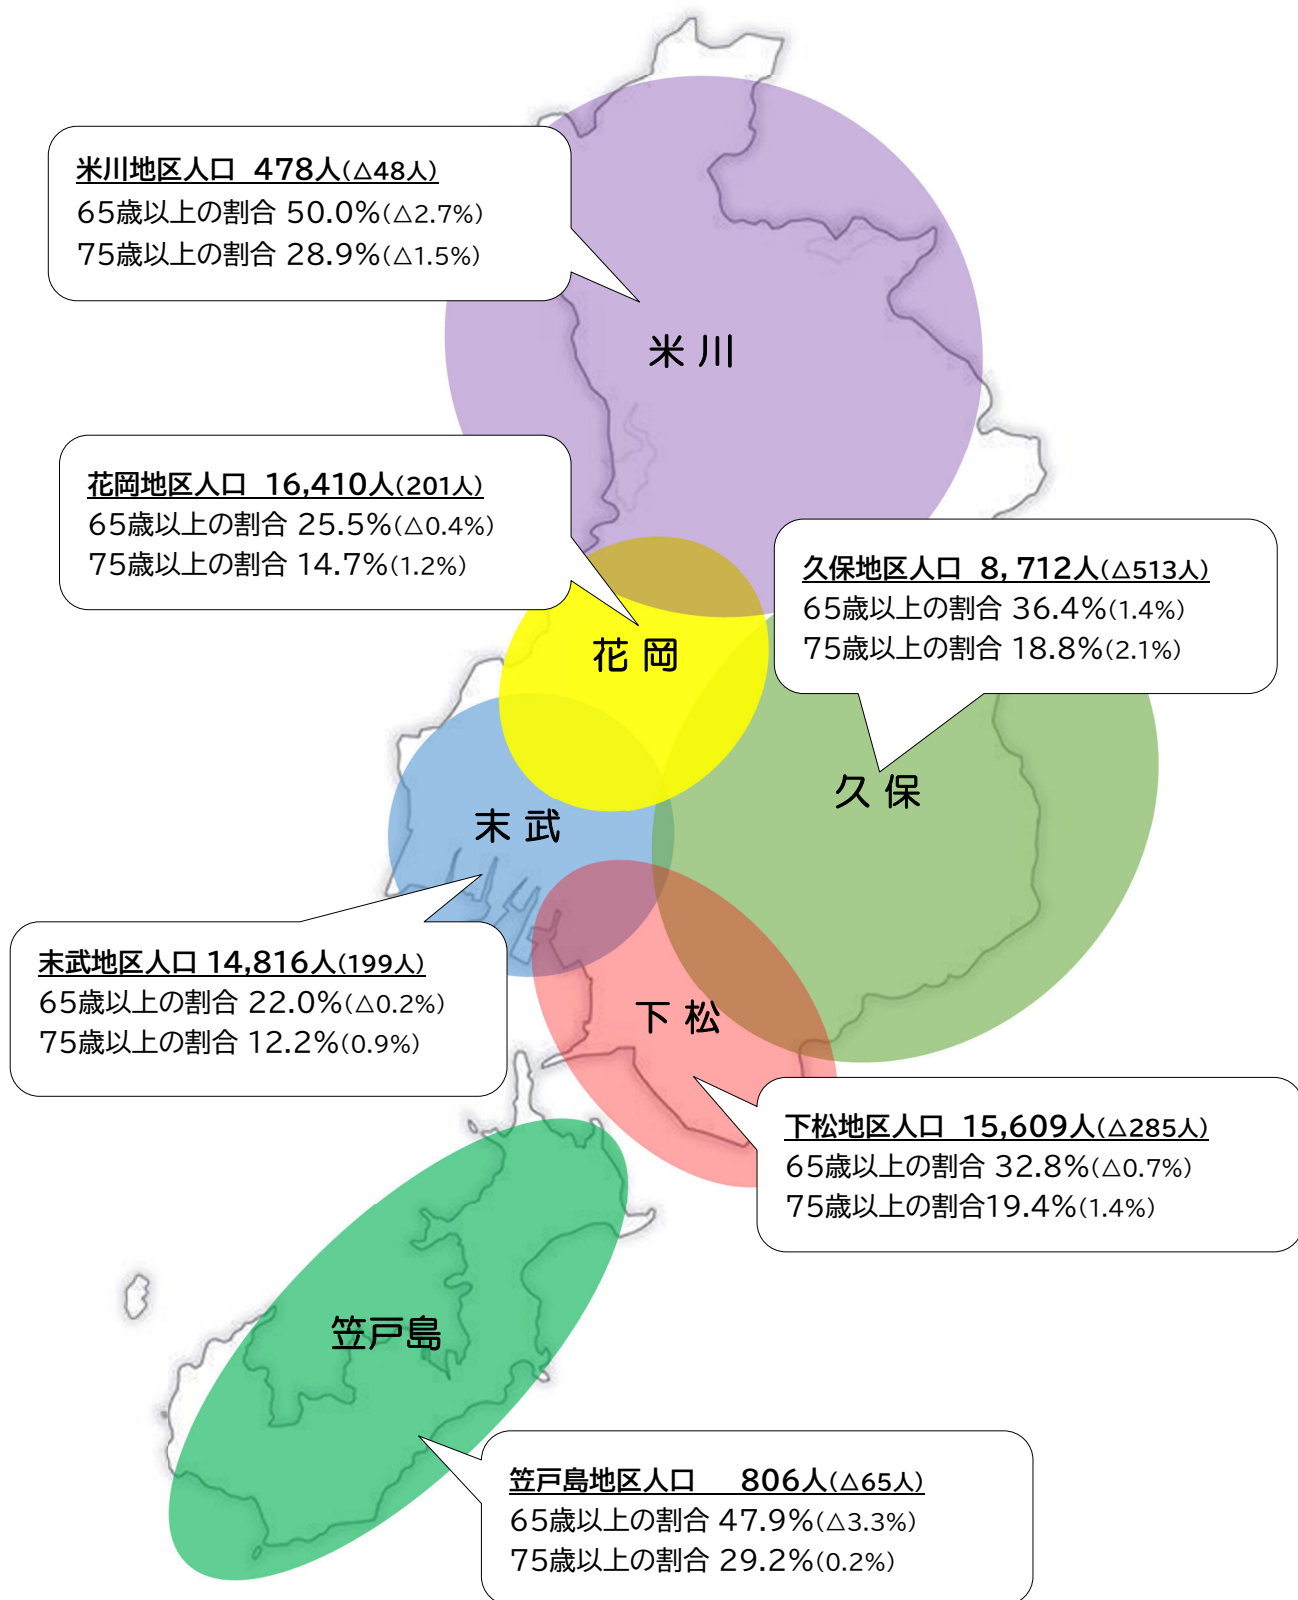 米川地区人口 478人(△48人)
65歳以上の割合 50.0%(△2.7%)
75歳以上の割合 28.9%(△1.5%)
米川
花岡地区人口 16,410人(201人)
65歳以上の割合 25.5%(△0.4%)
75歳以上の割合 14.7%(1.2%)
久保地区人口 8,712人(△513人)
65歳以上の割合 36.4%(1.4%)
75歳以上の割合 18.8%(2.1%)
花岡
久保
末武
末武地区人口 14,816人(199人)
65歳以上の割合 22.0%(△0.2%)
75歳以上の割合 12.2%(0.9%)
下松
下松地区人口 15,609人(△285人)
65歳以上の割合 32.8%(△0.7%)
75歳以上の割合19.4%(1.4%)
笠戸島
笠戸島地区人口 806人(△65人)
65歳以上の割合 47.9%(△3.3%)
75歳以上の割合 29.2%(0.2%)